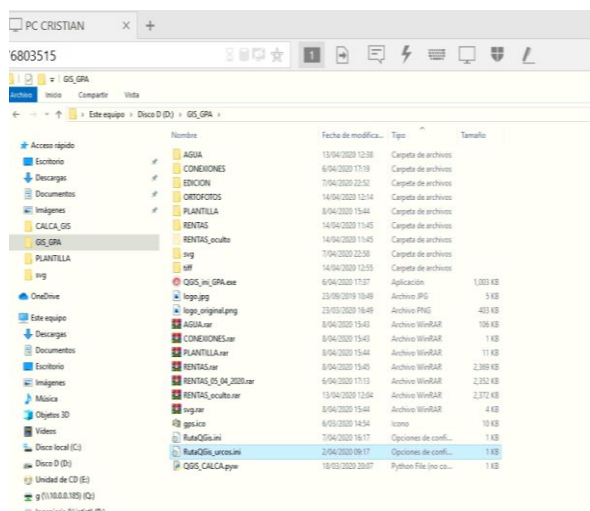 PC CRISTIAN
6803515
1
GIS_GPA
Archivo Inicio Compartir Vista
Este equipo > Disco D (D:) > GIS_GPA >
Nombre Fecha de modifica... Tipo Tamaño
Acceso rápido
Escritorio
Descargas
Documentos
Imágenes
CALCA_GIS
GIS_GPA
PLANTILLA
svg
OneDrive
Este equipo
Descargas
Documentos
Escritorio
Imágenes
Música
Objetos 3D
Vídeos
Disco local (C:)
Disco D (D:)
Unidad de CD (E:)
g (\\10.0.0.185) (Q:)
AGUA 13/04/2020 12:38 Carpeta de archivos
CONEXIONES 6/04/2020 17:19 Carpeta de archivos
EDICION 7/04/2020 22:52 Carpeta de archivos
ORTOFOTOS 14/04/2020 12:14 Carpeta de archivos
PLANTILLA 8/04/2020 15:44 Carpeta de archivos
RENTAS 14/04/2020 11:45 Carpeta de archivos
RENTAS_oculto 14/04/2020 11:45 Carpeta de archivos
svg 7/04/2020 22:58 Carpeta de archivos
tiff 14/04/2020 12:55 Carpeta de archivos
QGIS_ini_GPA.exe 6/04/2020 17:37 Aplicación 1,003 KB
logo.jpg 23/09/2019 10:49 Archivo JPG 5 KB
logo_original.png 23/03/2020 16:49 Archivo PNG 403 KB
AGUA.rar 8/04/2020 15:43 Archivo WinRAR 106 KB
CONEXIONES.rar 8/04/2020 15:43 Archivo WinRAR 1 KB
PLANTILLA.rar 8/04/2020 15:44 Archivo WinRAR 11 KB
RENTAS.rar 8/04/2020 15:45 Archivo WinRAR 2,369 KB
RENTAS_05_04_2020.rar 6/04/2020 17:13 Archivo WinRAR 2,352 KB
RENTAS_oculto.rar 13/04/2020 12:04 Archivo WinRAR 2,372 KB
svg.rar 8/04/2020 15:44 Archivo WinRAR 4 KB
gps.ico 6/03/2020 14:54 Icono 10 KB
RutaQGis.ini 7/04/2020 16:17 Opciones de confi... 1 KB
RutaQGis_urcos.ini 2/04/2020 09:17 Opciones de confi... 1 KB
QGIS_CALCA.pyw 18/03/2020 20:07 Python File (no co... 1 KB